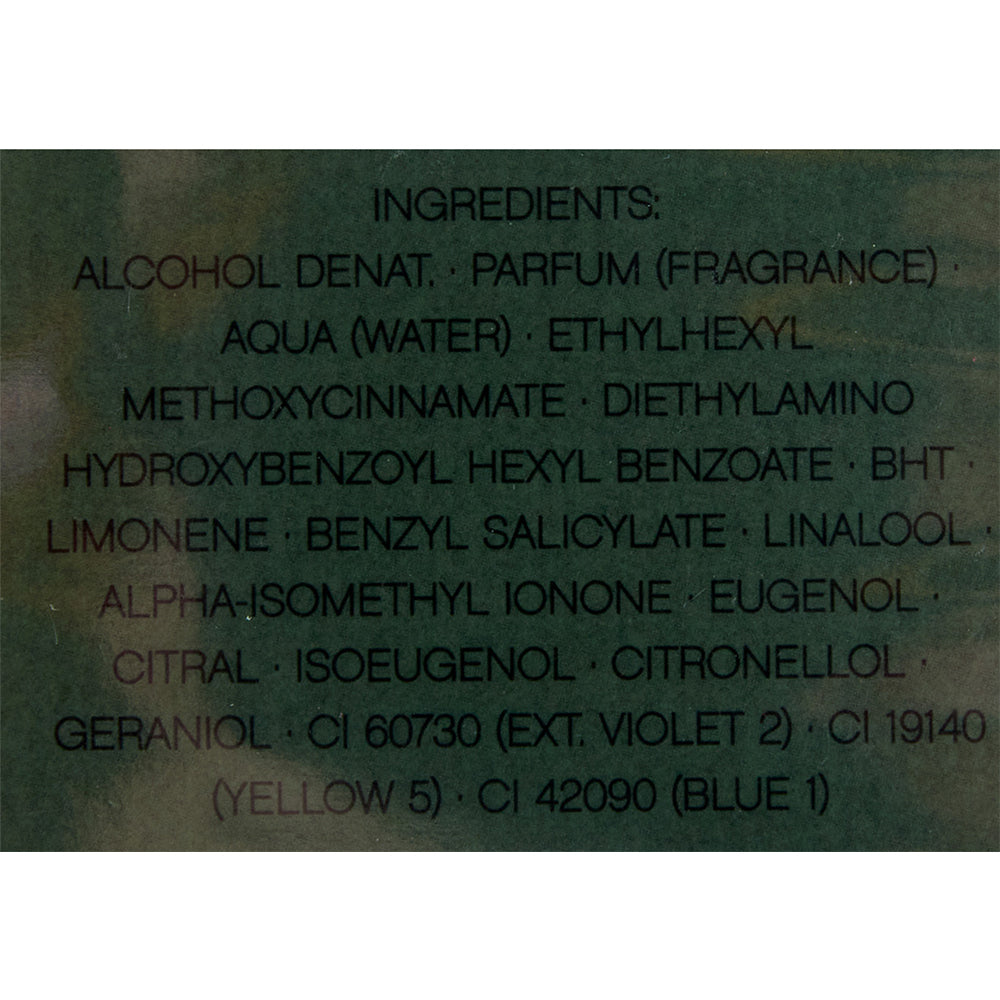 INGREDIENTS:
ALCOHOL DENAT. · PARFUM (FRAGRANCE) ·
AQUA (WATER) · ETHYLHEXYL
METHOXYCINNAMATE · DIETHYLAMINO
HYDROXYBENZOYL HEXYL BENZOATE · BHT ·
LIMONENE · BENZYL SALICYLATE · LINALOOL ·
ALPHA-ISOMETHYL IONONE · EUGENOL ·
CITRAL · ISOEUGENOL · CITRONELLOL ·
GERANIOL · CI 60730 (EXT. VIOLET 2) · CI 19140
(YELLOW 5) · CI 42090 (BLUE 1)